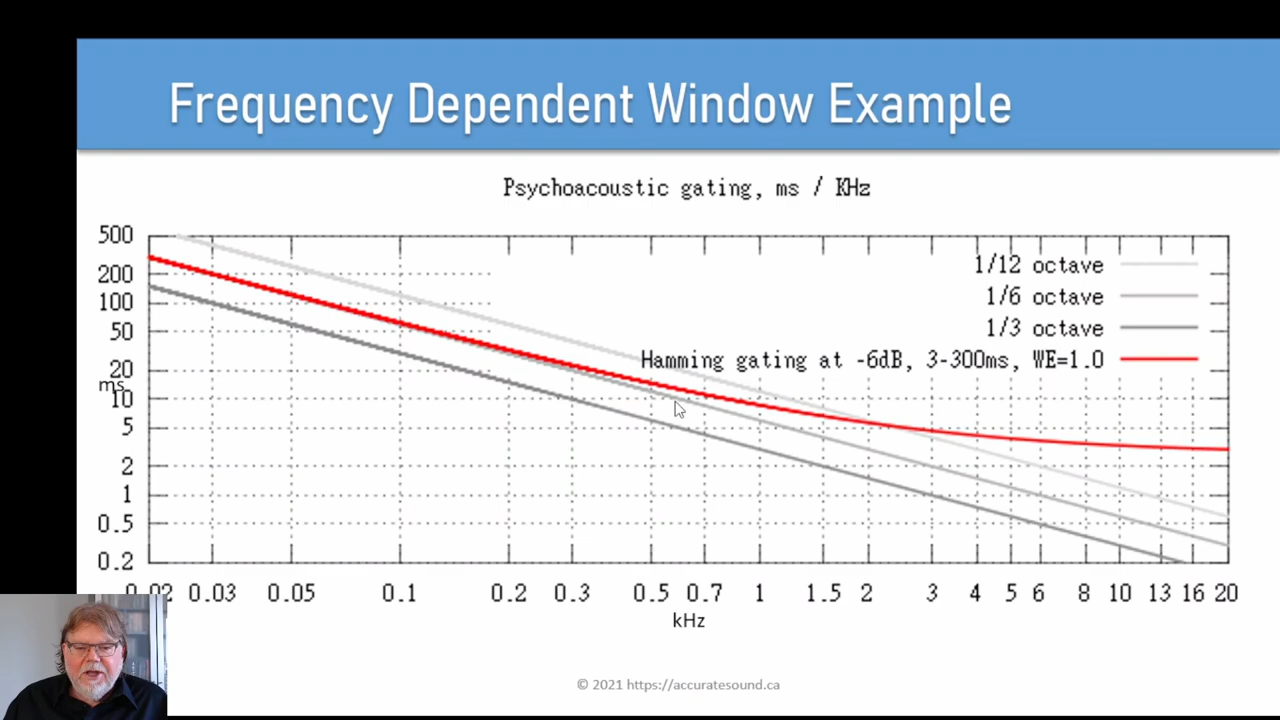 Frequency Dependent Window Example
Psychoacoustic gating, ms / KHz
500
200
100
50
20
ms
10
5
2
1
0.5
0.2
1/12 octave
1/6 octave
1/3 octave
Hamming gating at -6dB, 3-300ms, WE=1.0
0.02 0.03 0.05 0.1 0.2 0.3 0.5 0.7 1 1.5 2 3 4 5 6 8 10 13 16 20
kHz
© 2021 https://accuratesound.ca